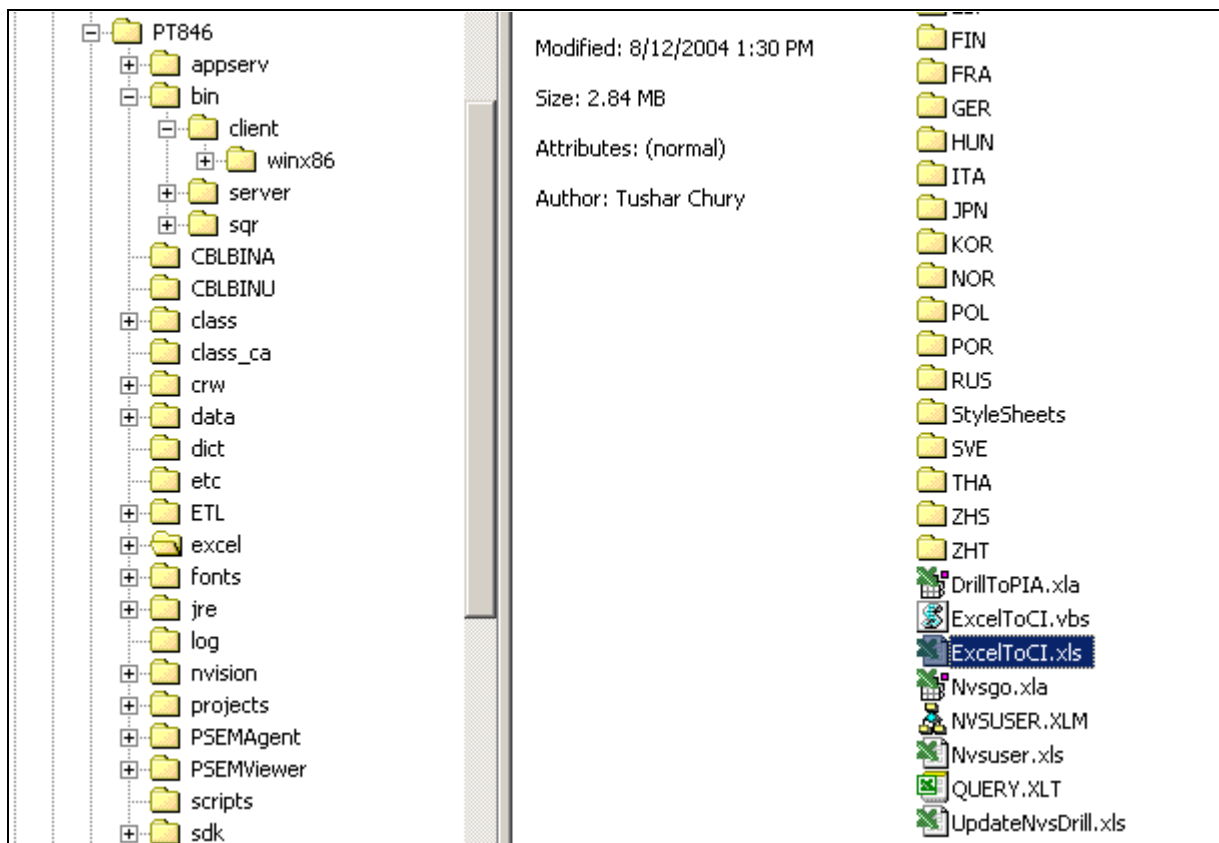 PT846
appserv
bin
client
winx86
server
sqr
CBLBINA
CBLBINU
class
class_ca
crw
data
dict
etc
ETL
excel
fonts
jre
log
nvision
projects
PSEMAgent
PSEMViewer
scripts
sdk
Modified: 8/12/2004 1:30 PM
Size: 2.84 MB
Attributes: (normal)
Author: Tushar Chury
FIN
FRA
GER
HUN
ITA
JPN
KOR
NOR
POL
POR
RUS
StyleSheets
SVE
THA
ZHS
ZHT
DrillToPIA.xla
ExcelToCI.vbs
ExcelToCI.xls
Nvsgo.xla
NVSUSER.XLM
Nvsuser.xls
QUERY.XLT
UpdateNvsDrill.xls